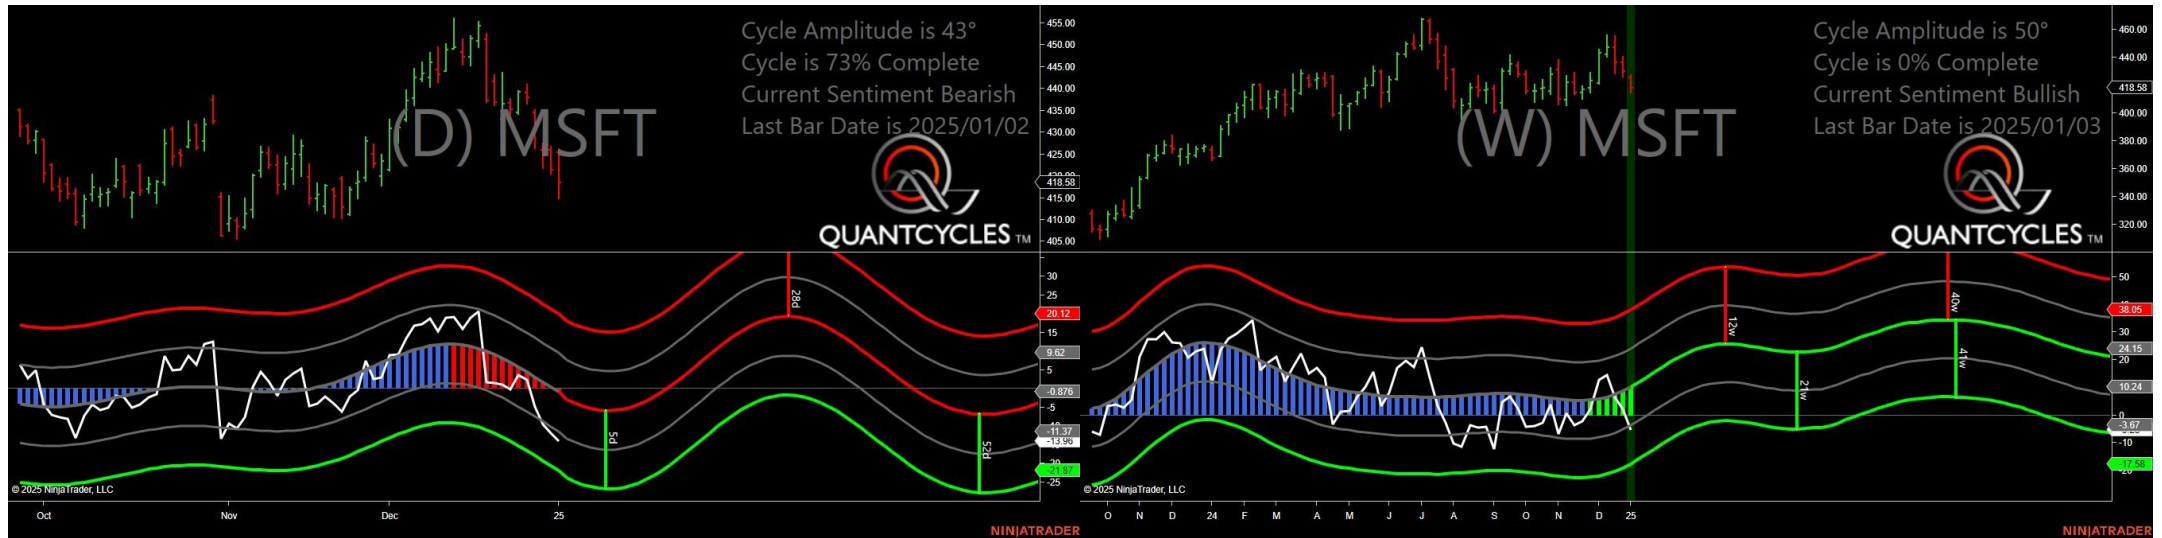 Cycle Amplitude is 43°
Cycle is 73% Complete
Current Sentiment Bearish
Last Bar Date is 2025/01/02
(D) MSFT
QUANTCYCLES TM
455.00
450.00
445.00
440.00
435.00
430.00
425.00
418.58
415.00
410.00
405.00
30
25
20.12
15
9.62
5
-0.876
-5
-11.37
-13.96
-21.87
-25
28d
5d
52d
© 2025 NinjaTrader, LLC
Oct Nov Dec 25
NINJATRADER
Cycle Amplitude is 50°
Cycle is 0% Complete
Current Sentiment Bullish
Last Bar Date is 2025/01/03
(W) MSFT
QUANTCYCLES TM
460.00
440.00
418.58
400.00
380.00
360.00
340.00
320.00
50
38.05
30
24.15
20
10.24
0
-3.67
-10
-17.58
12w
40w
21w
41w
© 2025 NinjaTrader, LLC
O N D 24 F M A M J J A S O N D 25
NINJATRADER